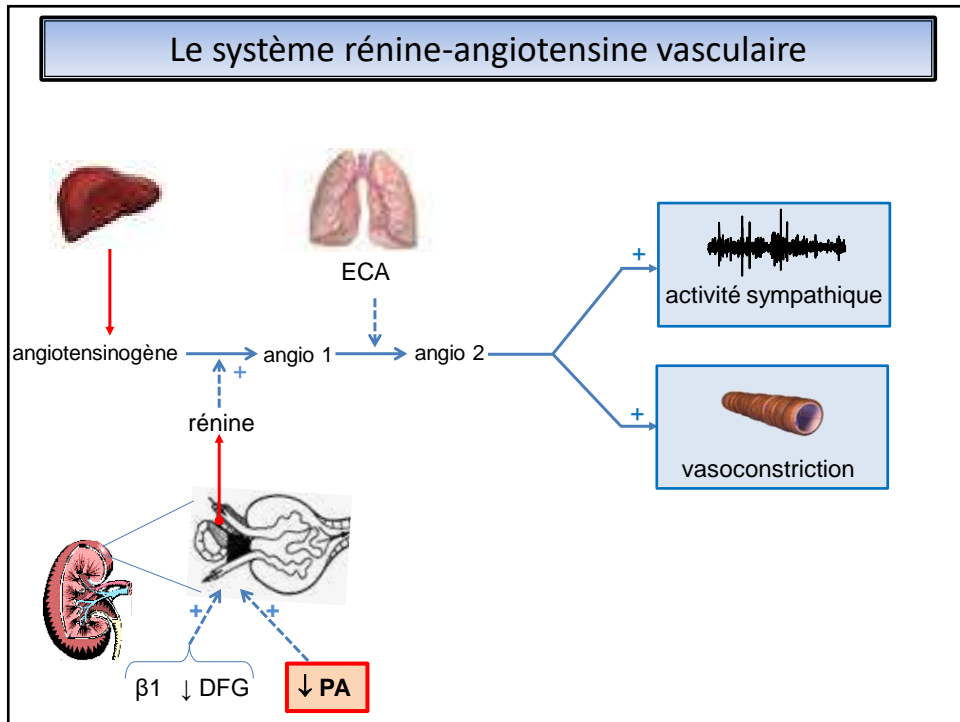 Le système rénine-angiotensine vasculaire
ECA
+
activité sympathique
angiotensinogène
angio 1
angio 2
+
rénine
+
vasoconstriction
+
+
β1
↓ DFG
↓ PA